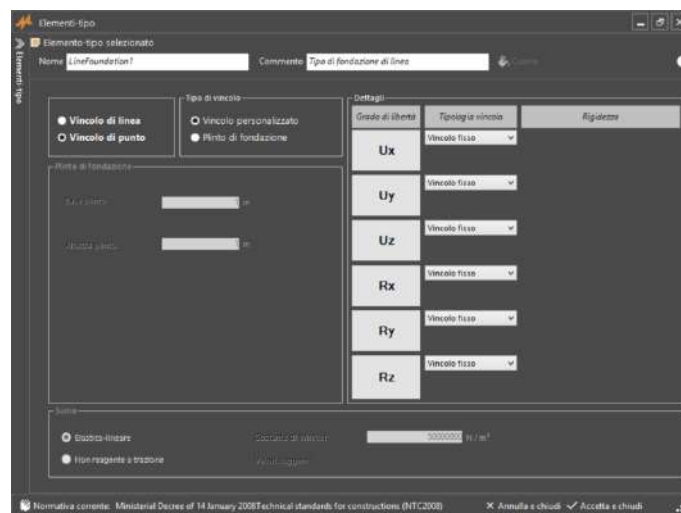 Elementi-tipo
Elementi-tipo
Elemento-tipo selezionato
Nome LineFoundation1 Commento Tipo di fondazione di linea Colore
Tipo di vincolo
Vincolo di linea
Vincolo di punto
Vincolo personalizzato
Plinto di fondazione
Dettagli
Grado di libertà Tipologia vincolo Rigidezza
Ux Vincolo fisso
Uy Vincolo fisso
Uz Vincolo fisso
Rx Vincolo fisso
Ry Vincolo fisso
Rz Vincolo fisso
Plinto di fondazione
m
m
Suolo
Elastico-lineare
Non reagente a trazione
Costante di Winkler N/m³
Normativa corrente: Ministerial Decree of 14 January 2008Technical standards for constructions (NTC2008) Annulla e chiudi Accetta e chiudi